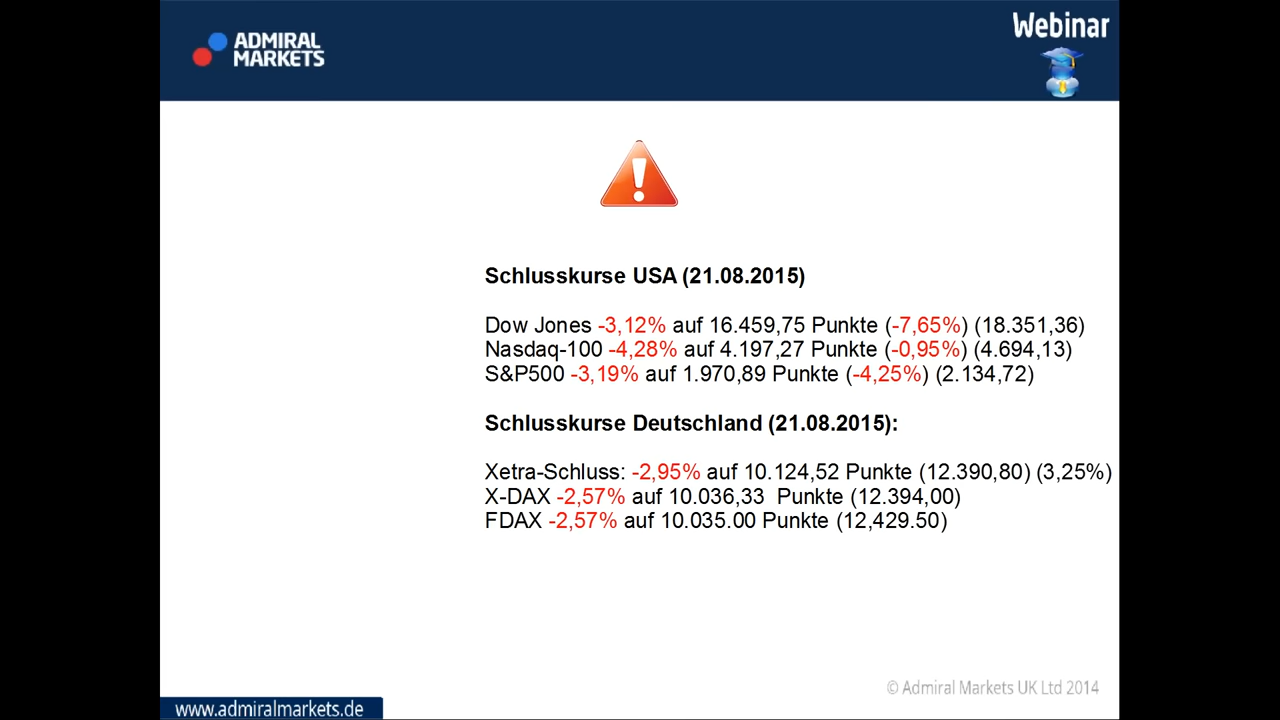 ADMIRAL
MARKETS
Webinar
Schlusskurse USA (21.08.2015)
Dow Jones -3,12% auf 16.459,75 Punkte (-7,65%) (18.351,36)
Nasdaq-100 -4,28% auf 4.197,27 Punkte (-0,95%) (4.694,13)
S&P500 -3,19% auf 1.970,89 Punkte (-4,25%) (2.134,72)
Schlusskurse Deutschland (21.08.2015):
Xetra-Schluss: -2,95% auf 10.124,52 Punkte (12.390,80) (3,25%)
X-DAX -2,57% auf 10.036,33  Punkte (12.394,00)
FDAX -2,57% auf 10.035.00 Punkte (12,429.50)
© Admiral Markets UK Ltd 2014
www.admiralmarkets.de